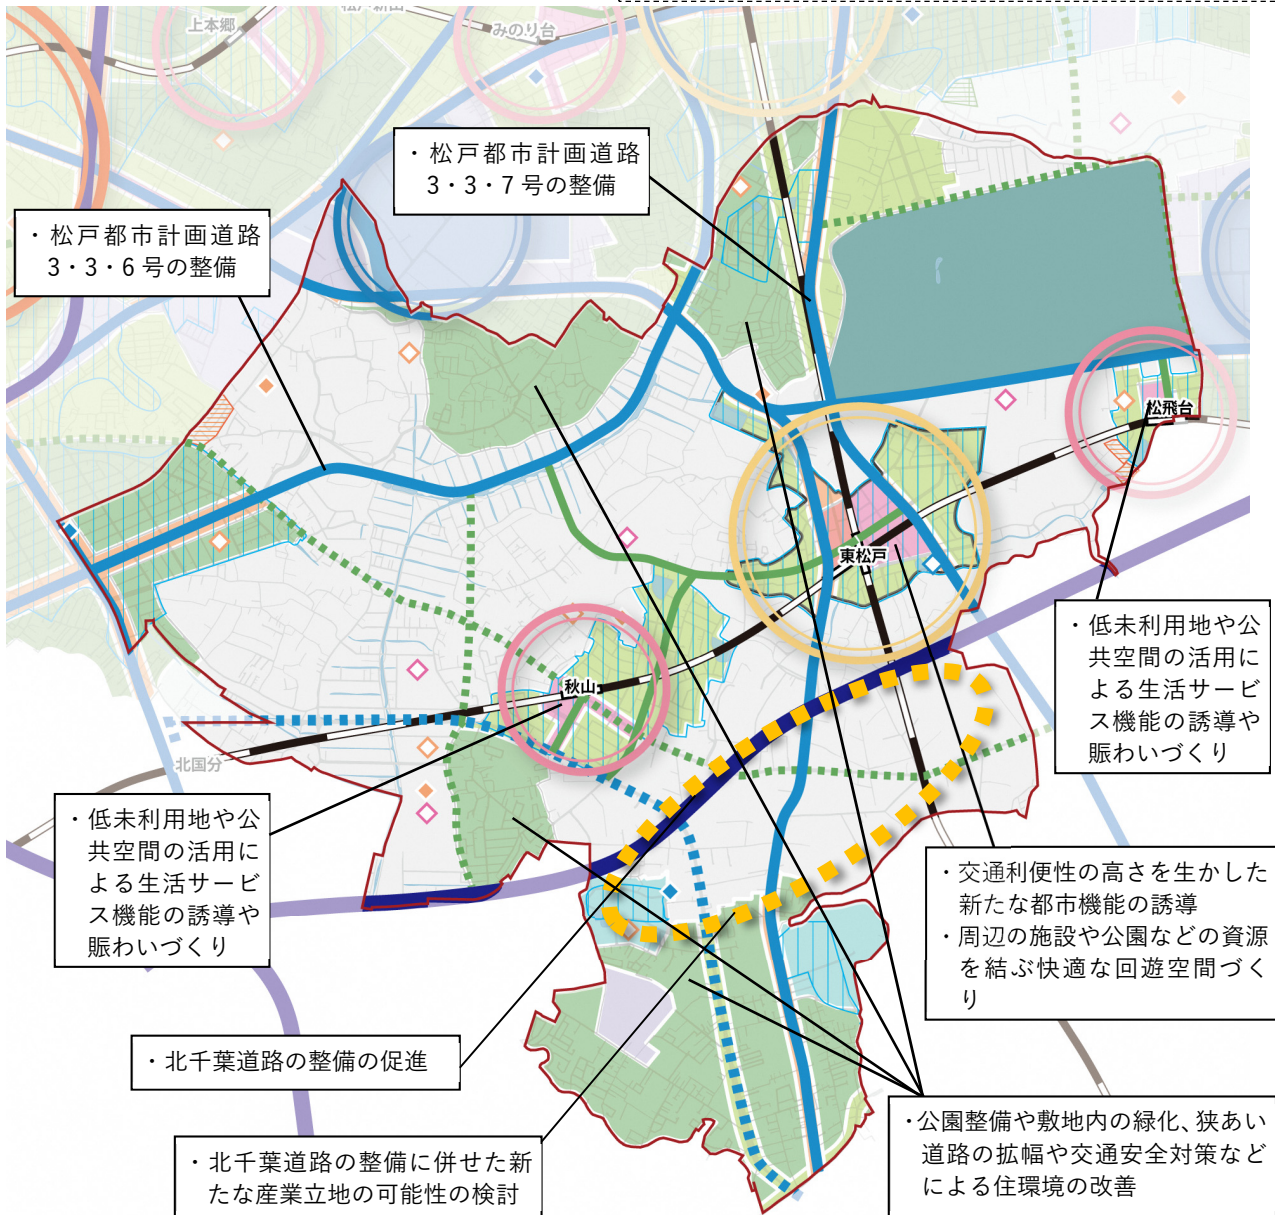 上本郷
みのり台
・松戸都市計画道路
3・3・7 号の整備
・松戸都市計画道路
3・3・6 号の整備
松飛台
東松戸
秋山
北国分
・低未利用地や公
共空間の活用に
よる生活サービ
ス機能の誘導や
賑わいづくり
・低未利用地や公
共空間の活用に
よる生活サービ
ス機能の誘導や
賑わいづくり
・交通利便性の高さを生かした
新たな都市機能の誘導
・周辺の施設や公園などの資源
を結ぶ快適な回遊空間づく
り
・北千葉道路の整備の促進
・公園整備や敷地内の緑化、狭あい
道路の拡幅や交通安全対策など
による住環境の改善
・北千葉道路の整備に併せた新
たな産業立地の可能性の検討